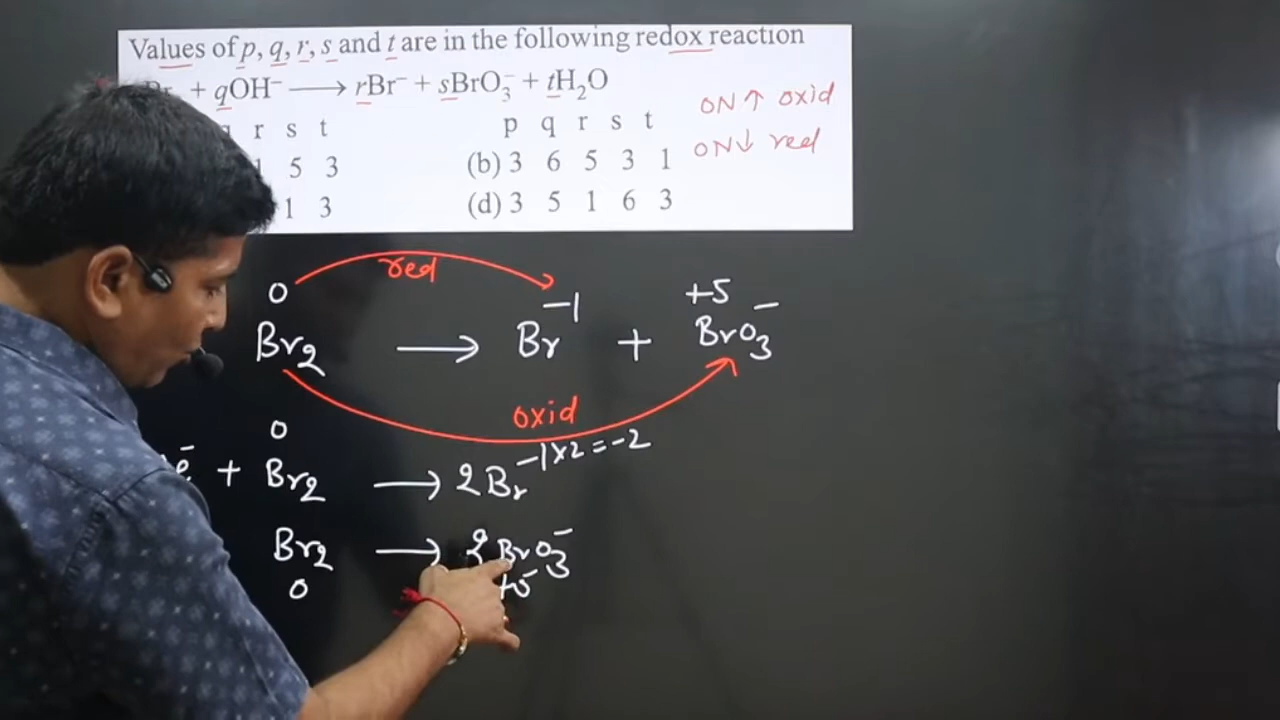 Values of p, q, r, s and t are in the following redox reaction
+ qOH⁻ ⟶ rBr⁻ + sBrO₃⁻ + tH₂O
ON↑ oxid
r s t
p q r s t
ON↓ red
5 3
(b) 3 6 5 3 1
1 3
(d) 3 5 1 6 3
red
0 -1 +5
Br₂ ⟶ Br + BrO₃⁻
oxid
0
e⁻ + Br₂ ⟶ 2Br -1×2=-2
Br₂ ⟶ 2BrO₃⁻
0 +5